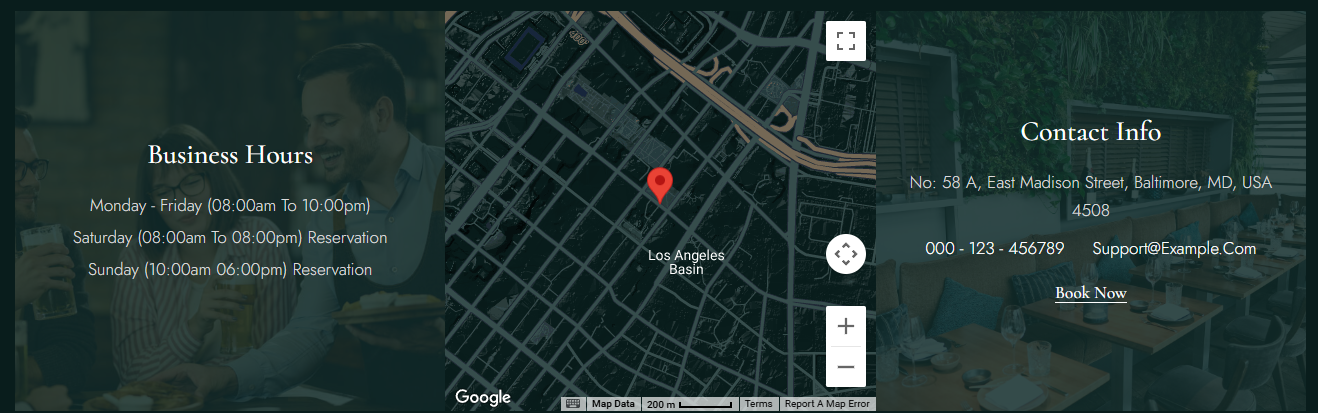 Business Hours
Monday - Friday (08:00am To 10:00pm)
Saturday (08:00am To 08:00pm) Reservation
Sunday (10:00am 06:00pm) Reservation
Los Angeles
Basin
Google
Map Data
200 m
Terms
Report A Map Error
Contact Info
No: 58 A, East Madison Street, Baltimore, MD, USA
4508
000 - 123 - 456789 Support@Example.Com
Book Now